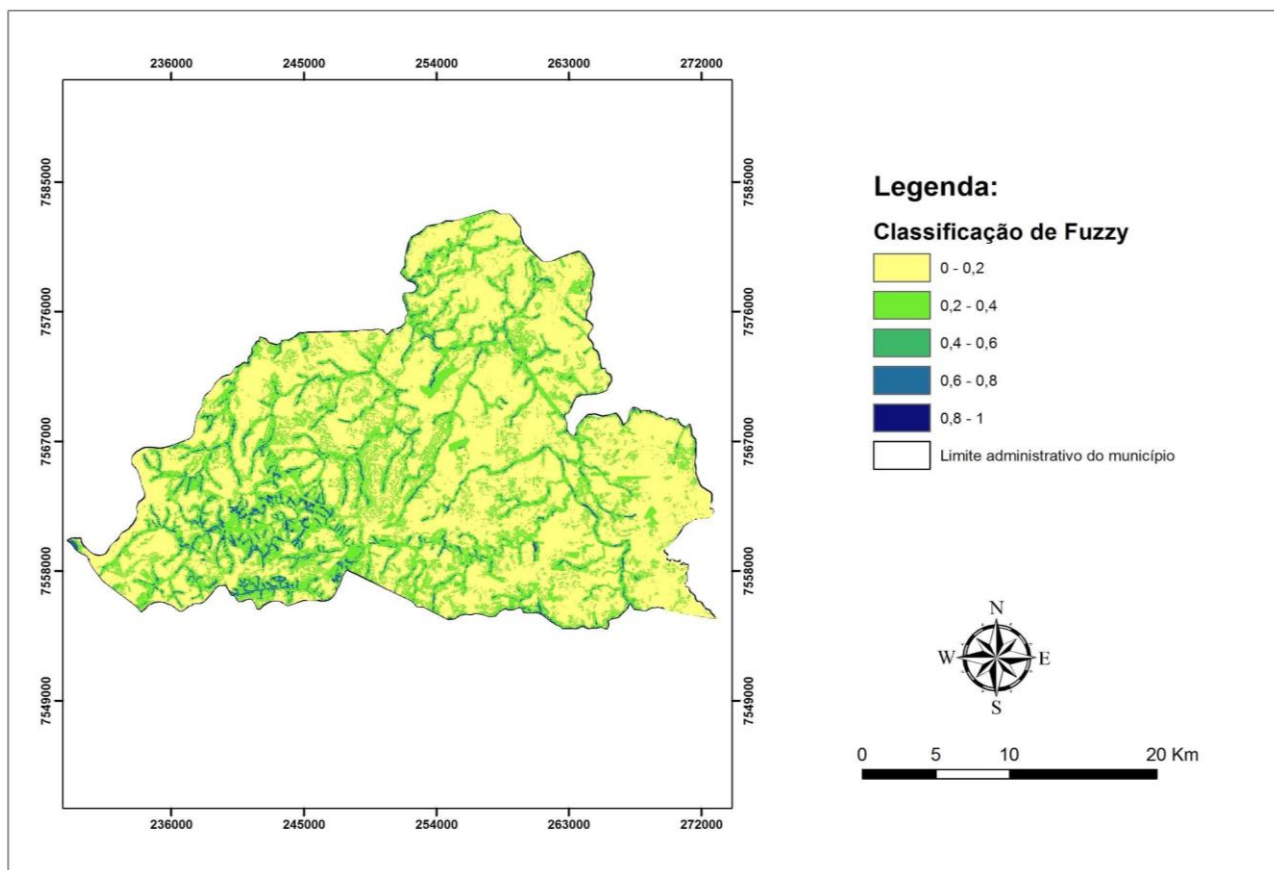 236000 245000 254000 263000 272000
7585000 7585000
7576000 7576000
7567000 7567000
7558000 7558000
7549000 7549000
236000 245000 254000 263000 272000
Legenda:
Classificação de Fuzzy
0 - 0,2
0,2 - 0,4
0,4 - 0,6
0,6 - 0,8
0,8 - 1
Limite administrativo do município
N
W E
S
0 5 10 20 Km